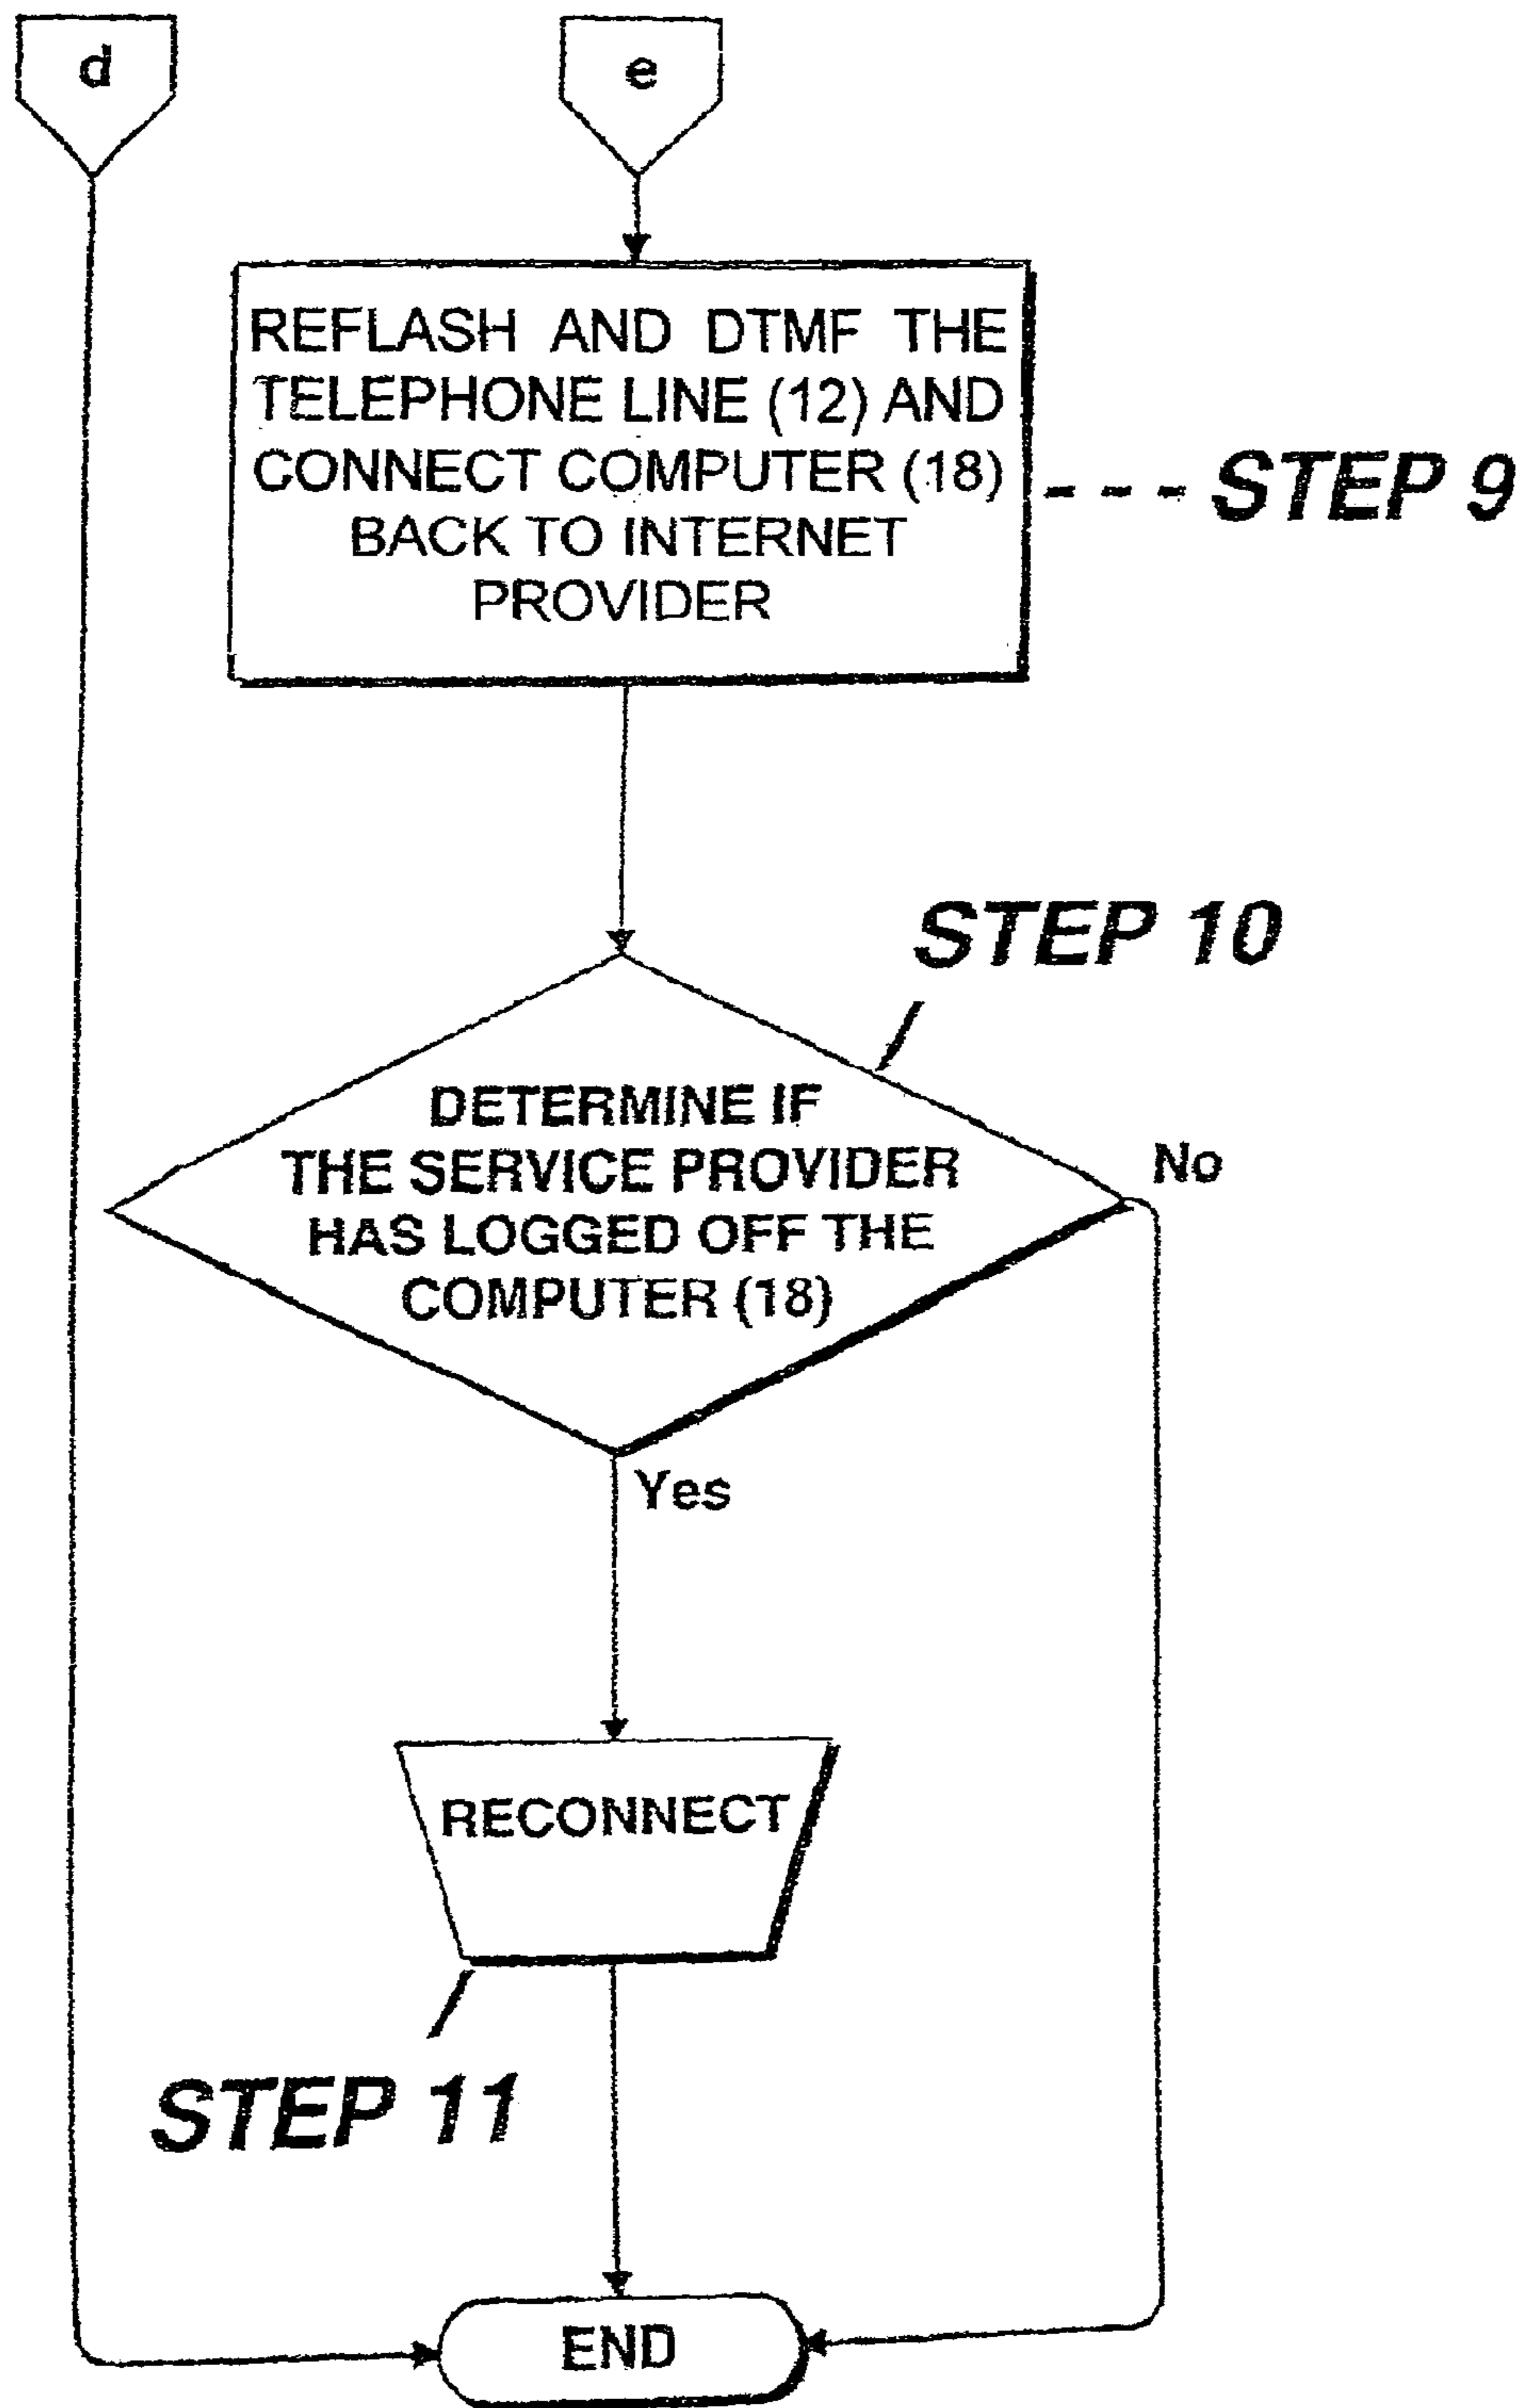 d
e
REFLASH AND DTMF THE
TELEPHONE LINE (12) AND
CONNECT COMPUTER (18)
BACK TO INTERNET
PROVIDER
STEP 9
STEP 10
DETERMINE IF
THE SERVICE PROVIDER
HAS LOGGED OFF THE
COMPUTER (18)
No
Yes
RECONNECT
STEP 11
END